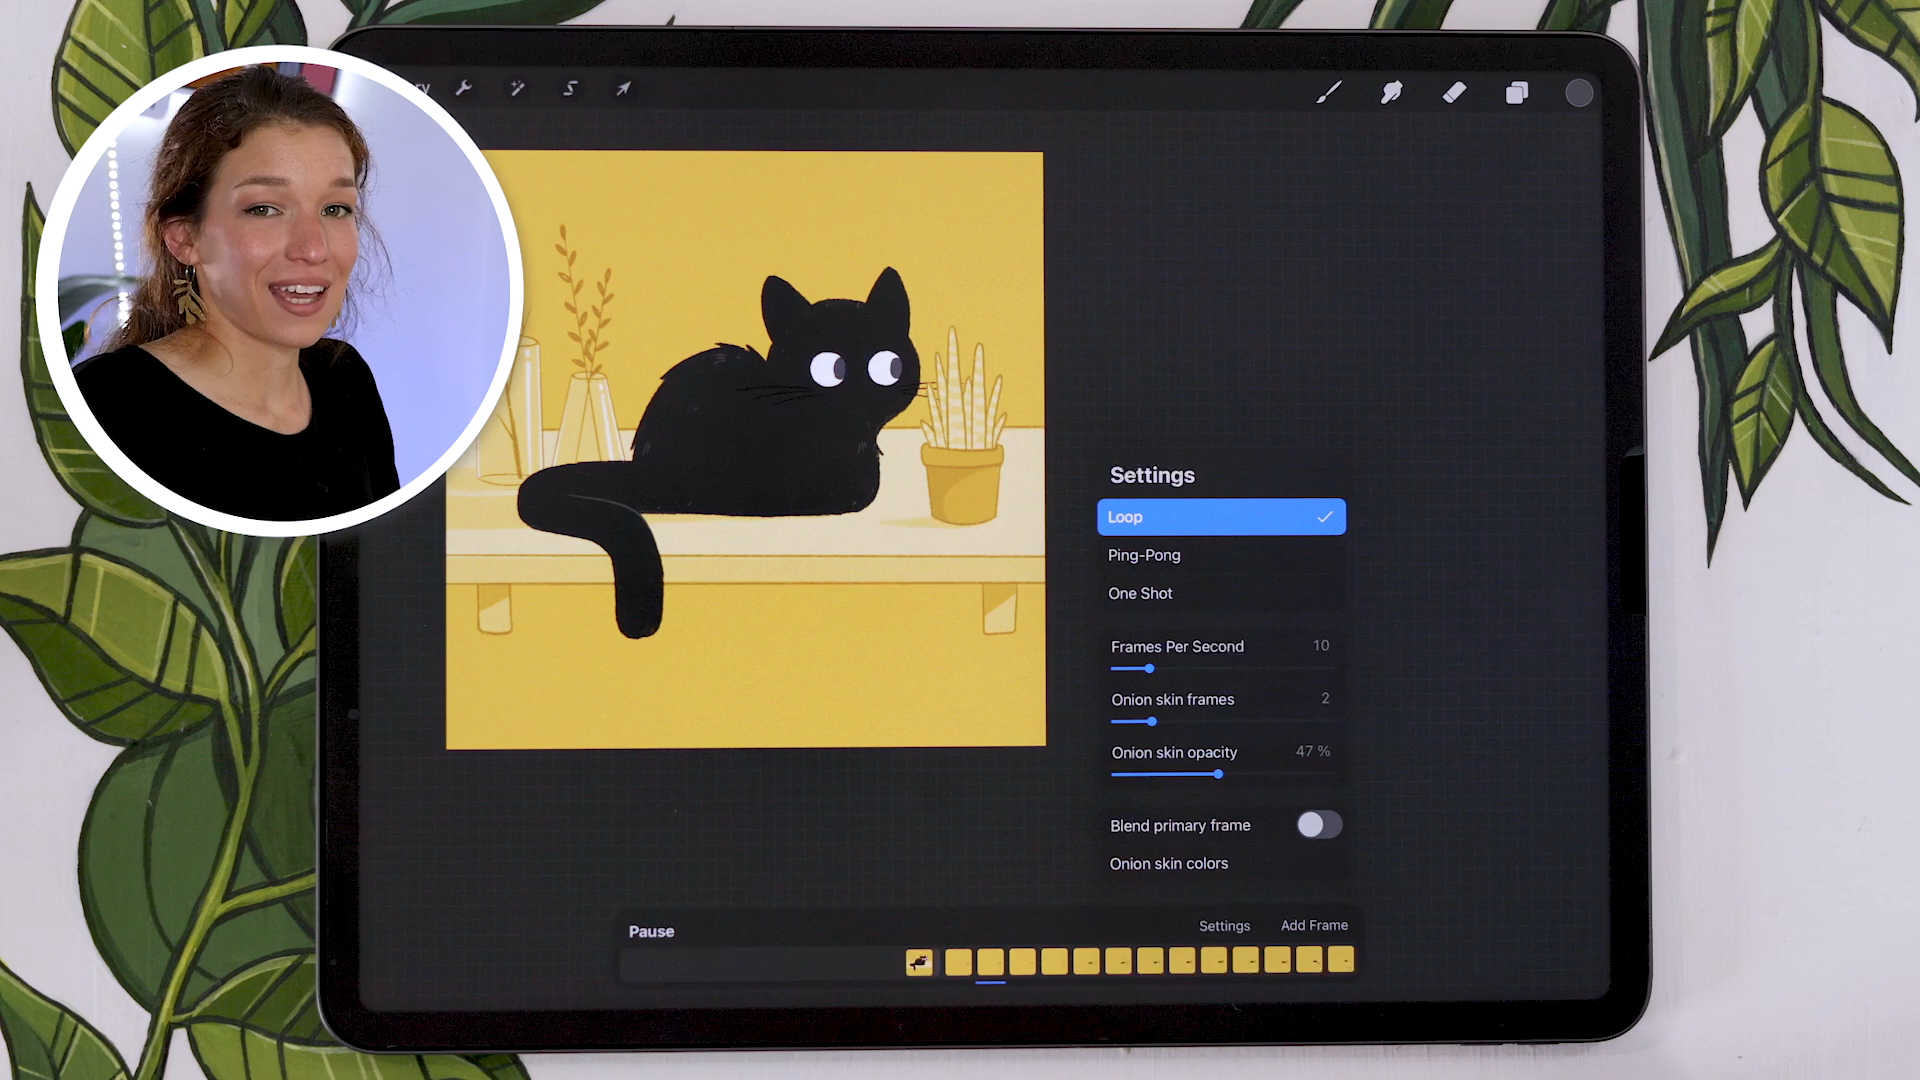 ry
Settings
Loop
Ping-Pong
One Shot
Frames Per Second 10
Onion skin frames 2
Onion skin opacity 47 %
Blend primary frame
Onion skin colors
Pause Settings Add Frame